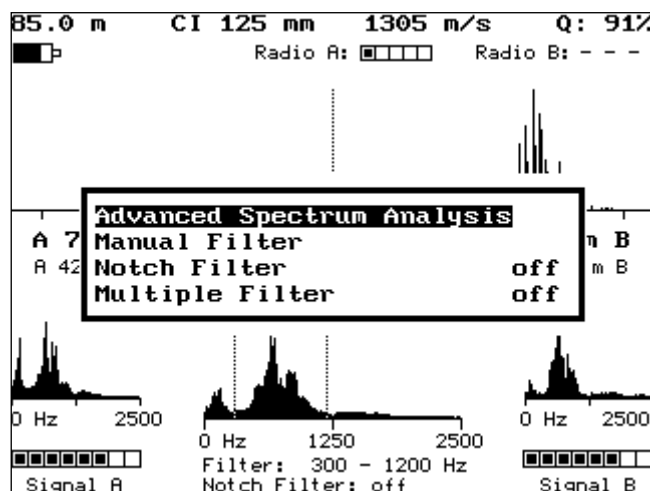 85.0 m CI 125 mm 1305 m/s Q: 91%
Radio A: Radio B: - - -
Advanced Spectrum Analysis
A 7 m B
Manual Filter
A 42 m B
Notch Filter off
Multiple Filter off
0 Hz 2500
0 Hz 1250 2500
0 Hz 2500
Filter: 300 - 1200 Hz
Signal A Notch Filter: off Signal B